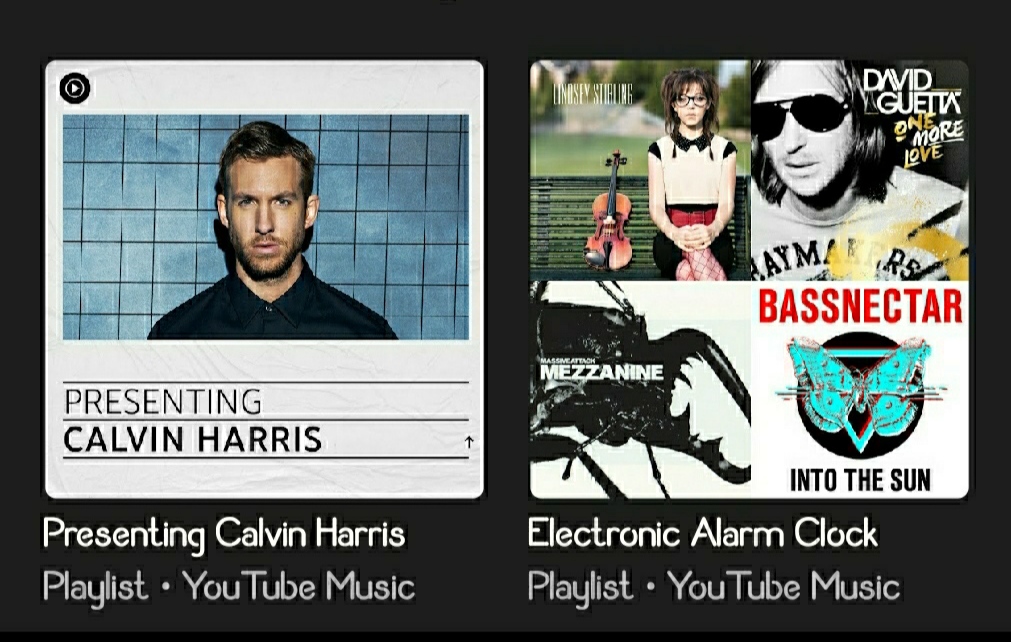 PRESENTING
CALVIN HARRIS
LINDSEY STIRLING
DAVID
GUETTA
ONE
MORE
LOVE
MASSIVE ATTACK
MEZZANINE
BASSNECTAR
INTO THE SUN
Presenting Calvin Harris
Playlist • YouTube Music
Electronic Alarm Clock
Playlist • YouTube Music